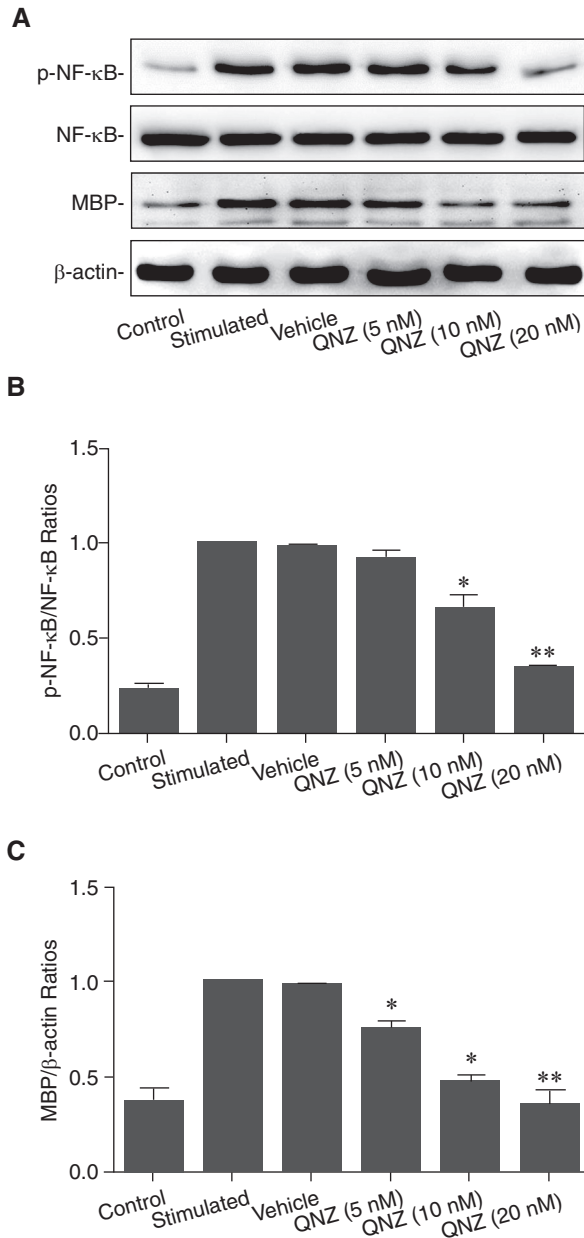 A
p-NF-κB-
NF-κB-
MBP-
β-actin-
Control Stimulated Vehicle QNZ (5 nM) QNZ (10 nM) QNZ (20 nM)
B
p-NF-κB/NF-κB Ratios
1.5
1.0
0.5
0.0
*
**
Control Stimulated Vehicle QNZ (5 nM) QNZ (10 nM) QNZ (20 nM)
C
MBP/β-actin Ratios
1.5
1.0
0.5
0.0
*
*
**
Control Stimulated Vehicle QNZ (5 nM) QNZ (10 nM) QNZ (20 nM)